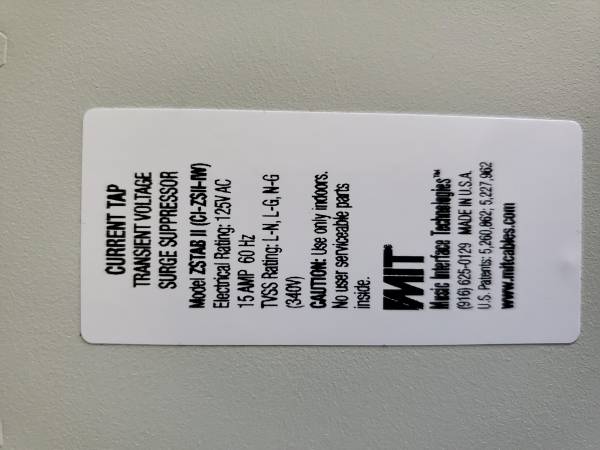 CURRENT TAP
TRANSIENT VOLTAGE
SURGE SUPPRESSOR
Model ZSTAB II (CI-ZSII-IW)
Electrical Rating: 125V AC
15 AMP 60 Hz
TVSS Rating: L-N, L-G, N-G
(340V)
CAUTION: Use only indoors.
No user serviceable parts
inside.
MIT
Music Interface Technologies™
(916) 625-0129 MADE IN U.S.A.
U.S. Patents: 5,260,862; 5,227,962
www.mitcables.com